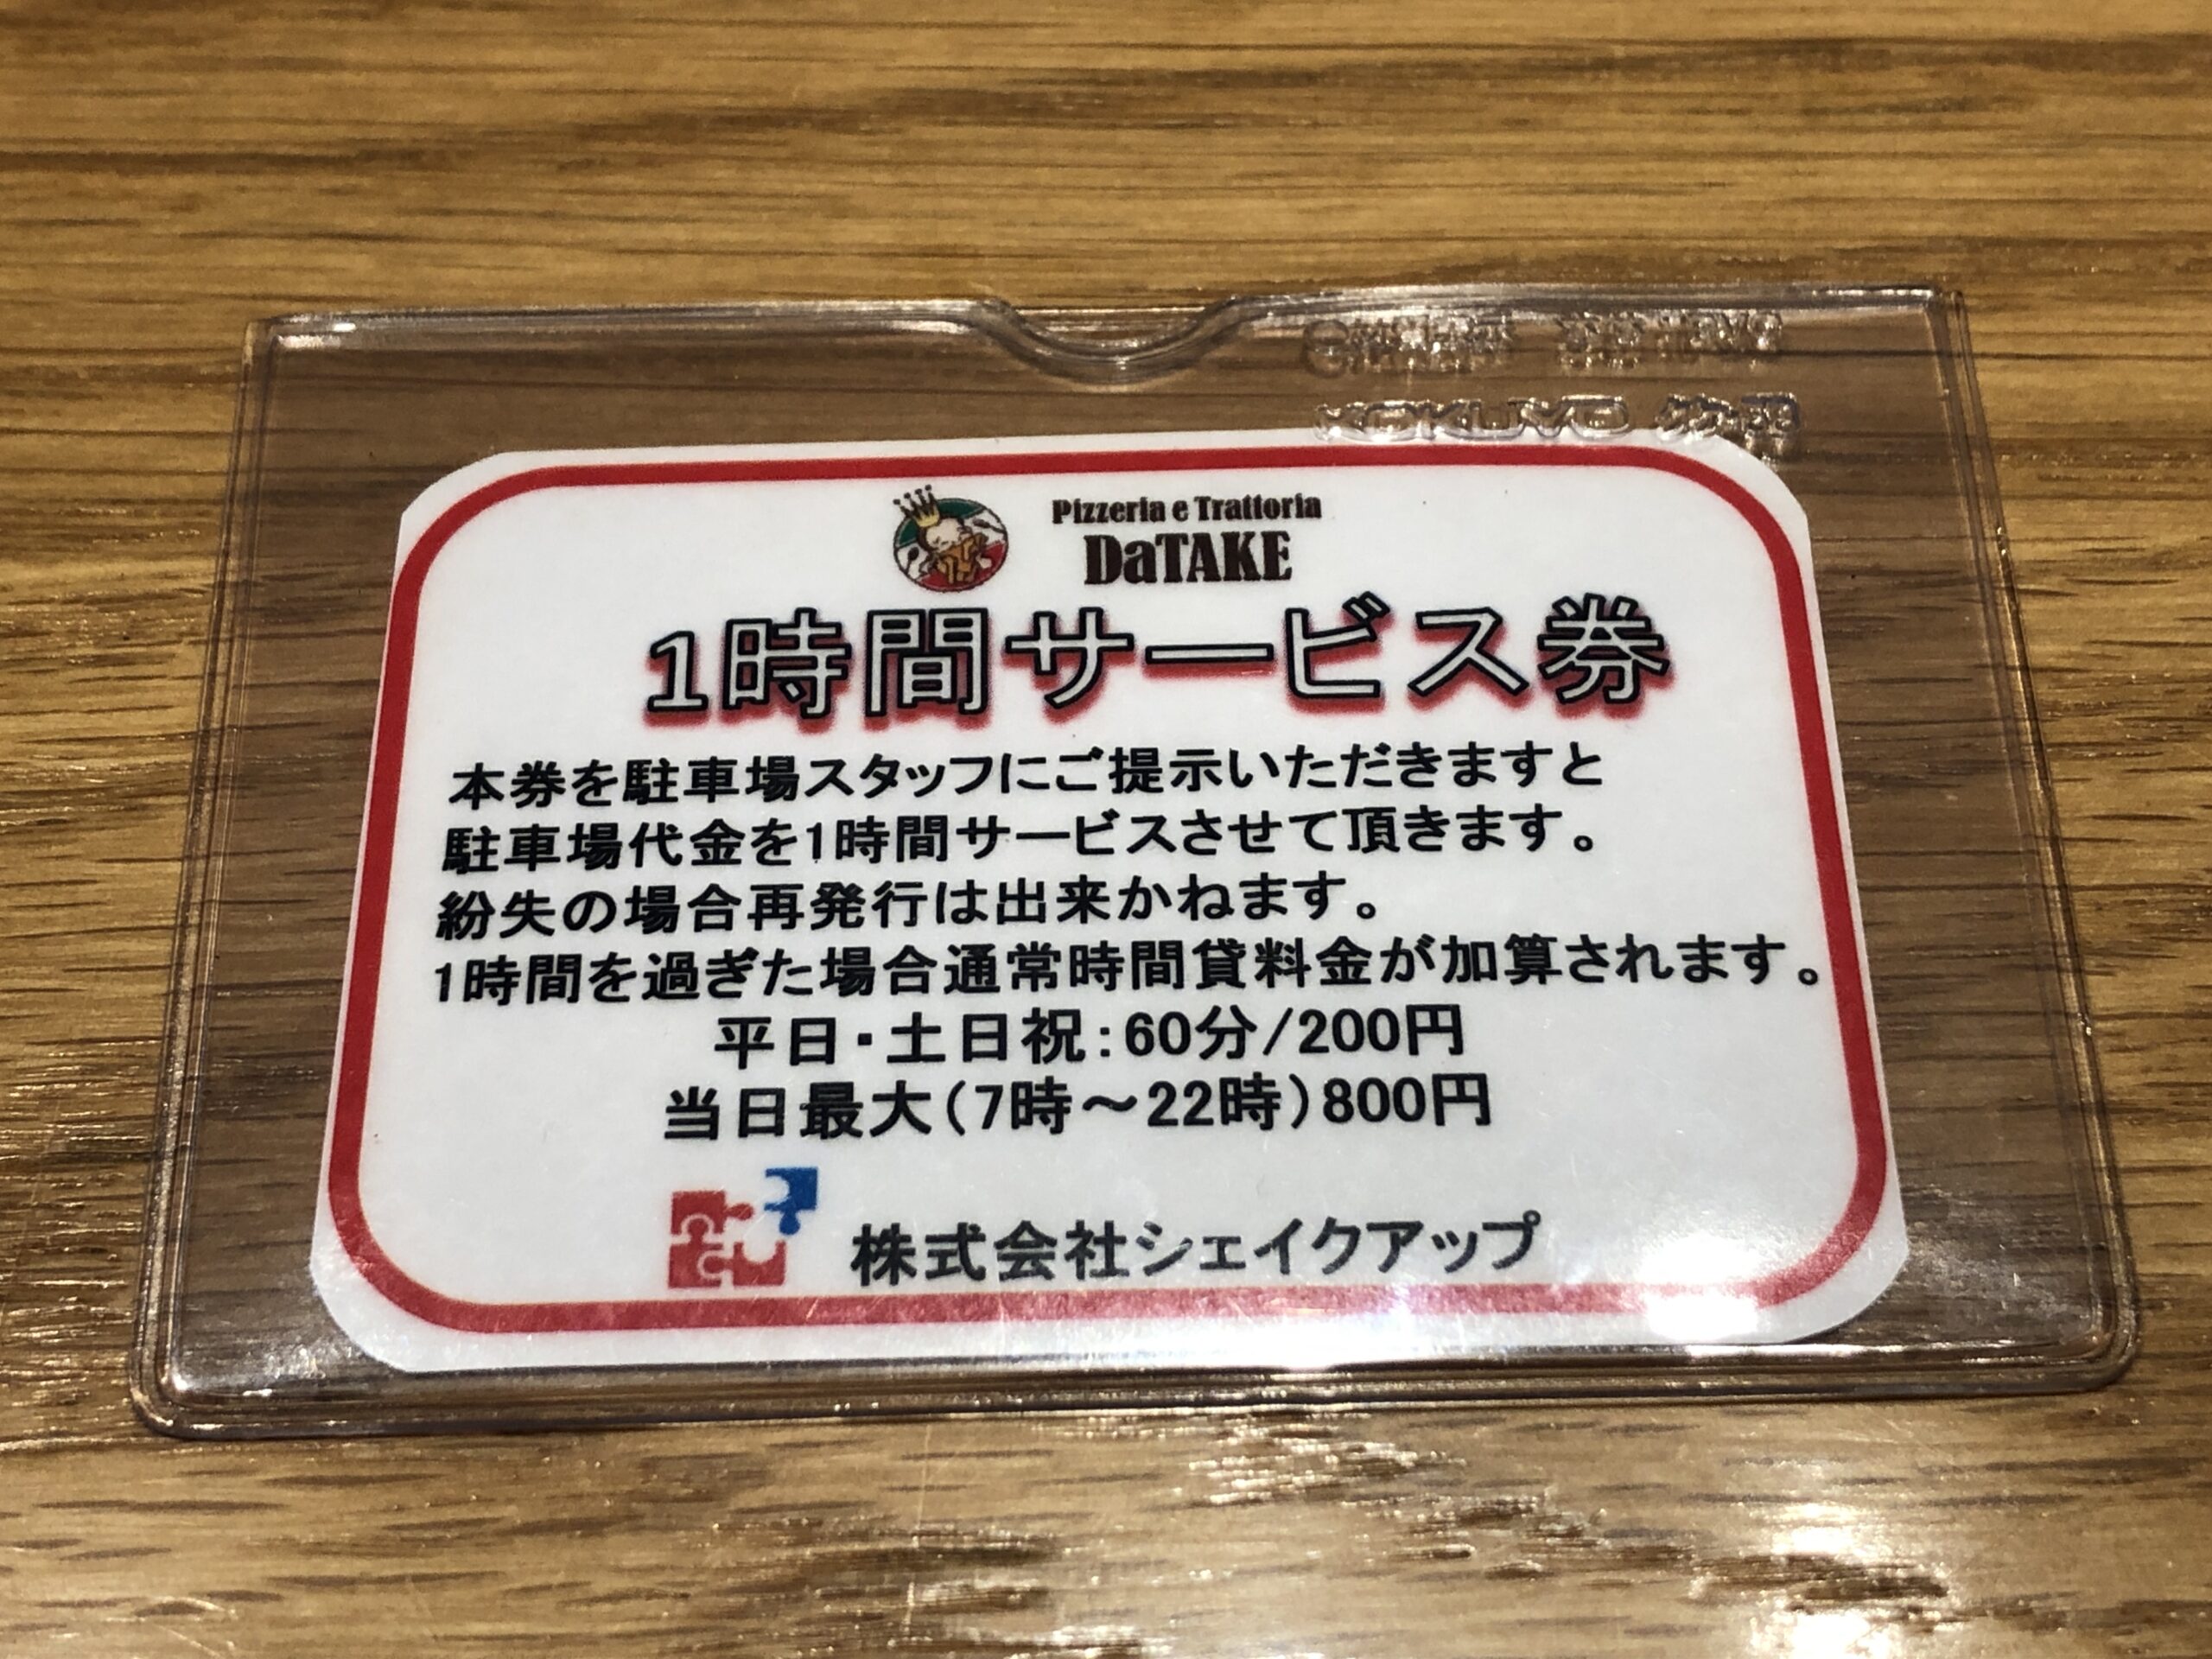 KOKUYO
Pizzeria e Trattoria
DaTAKE
1時間サービス券
本券を駐車場スタッフにご提示いただきますと
駐車場代金を1時間サービスさせて頂きます。
紛失の場合再発行は出来かねます。
1時間を過ぎた場合通常時間貸料金が加算されます。
平日・土日祝:60分/200円
当日最大(7時～22時)800円
株式会社シェイクアップ